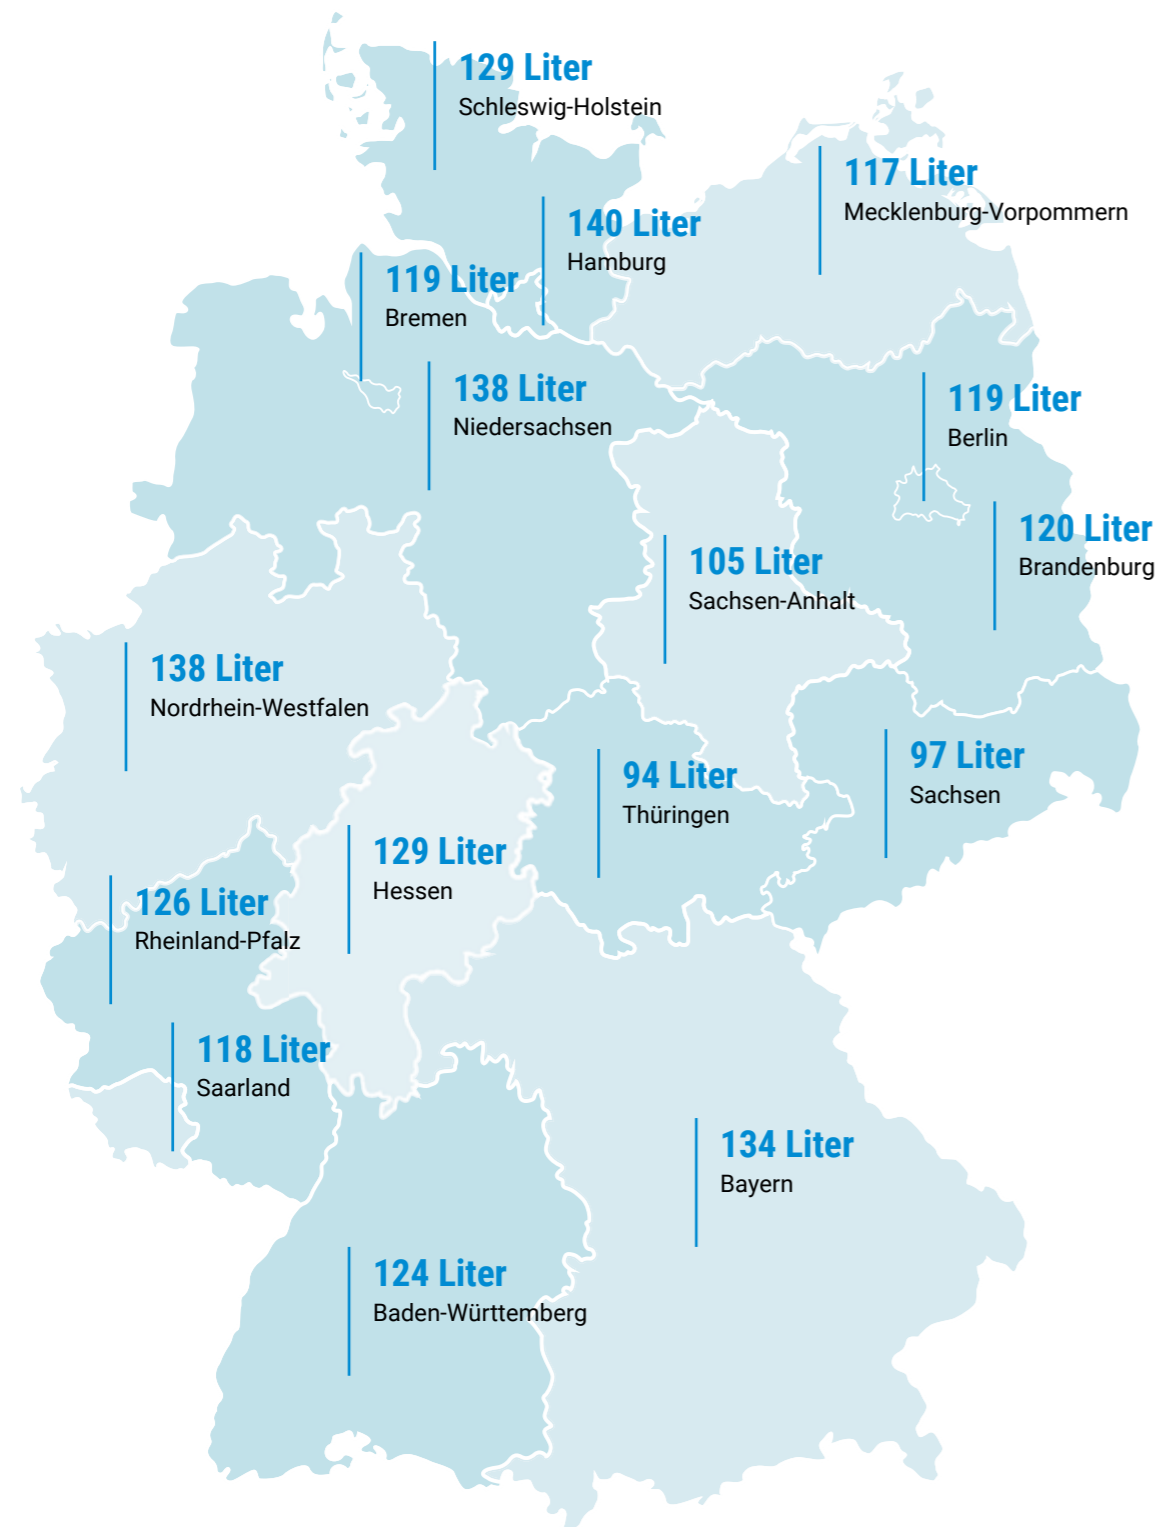 129 Liter
Schleswig-Holstein
117 Liter
Mecklenburg-Vorpommern
140 Liter
Hamburg
119 Liter
Bremen
138 Liter
Niedersachsen
119 Liter
Berlin
120 Liter
Brandenburg
105 Liter
Sachsen-Anhalt
138 Liter
Nordrhein-Westfalen
97 Liter
Sachsen
94 Liter
Thüringen
129 Liter
Hessen
126 Liter
Rheinland-Pfalz
118 Liter
Saarland
134 Liter
Bayern
124 Liter
Baden-Württemberg